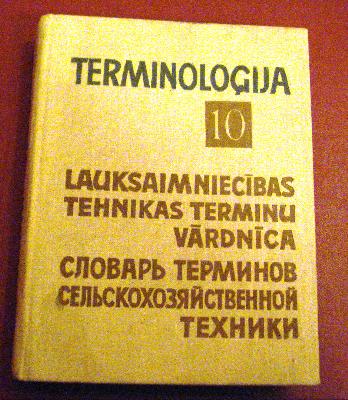 TERMINOLOĢIJA
10
LAUKSAIMNIECĪBAS
TEHNIKAS TERMINU
VĀRDNĪCA
СЛОВАРЬ ТЕРМИНОВ
СЕЛЬСКОХОЗЯЙСТВЕННОЙ
ТЕХНИКИ